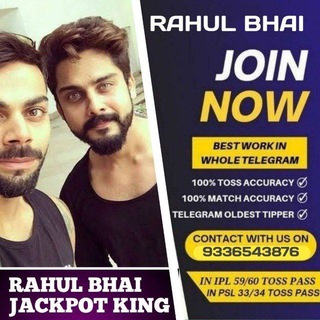 RAHUL BHAI
JOIN
NOW
BEST WORK IN
WHOLE TELEGRAM
100% TOSS ACCURACY
100% MATCH ACCURACY
TELEGRAM OLDEST TIPPER
CONTACT WITH US ON
9336543876
IN IPL 59/60 TOSS PASS
IN PSL 33/34 TOSS PASS
RAHUL BHAI
JACKPOT KING